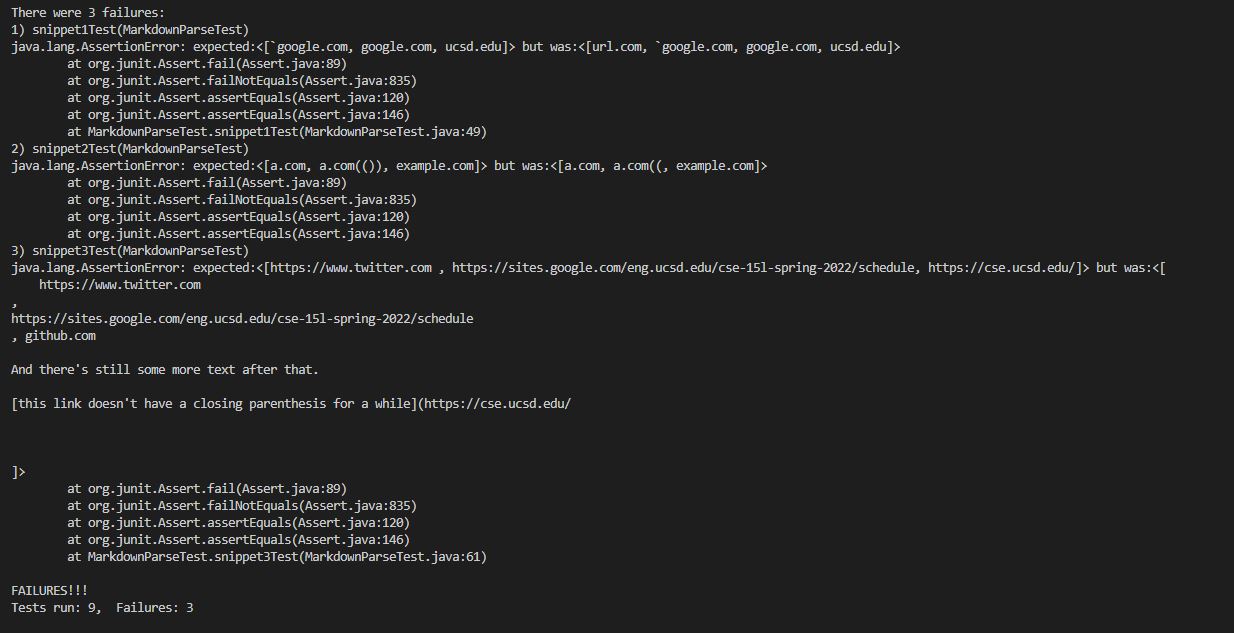 There were 3 failures:
1) snippet1Test(MarkdownParseTest)
java.lang.AssertionError: expected:<[`google.com, google.com, ucsd.edu]> but was:<[url.com, `google.com, google.com, ucsd.edu]>
        at org.junit.Assert.fail(Assert.java:89)
        at org.junit.Assert.failNotEquals(Assert.java:835)
        at org.junit.Assert.assertEquals(Assert.java:120)
        at org.junit.Assert.assertEquals(Assert.java:146)
        at MarkdownParseTest.snippet1Test(MarkdownParseTest.java:49)
2) snippet2Test(MarkdownParseTest)
java.lang.AssertionError: expected:<[a.com, a.com(()), example.com]> but was:<[a.com, a.com((, example.com]>
        at org.junit.Assert.fail(Assert.java:89)
        at org.junit.Assert.failNotEquals(Assert.java:835)
        at org.junit.Assert.assertEquals(Assert.java:120)
        at org.junit.Assert.assertEquals(Assert.java:146)
3) snippet3Test(MarkdownParseTest)
java.lang.AssertionError: expected:<[https://www.twitter.com , https://sites.google.com/eng.ucsd.edu/cse-15l-spring-2022/schedule, https://cse.ucsd.edu/]> but was:<[
    https://www.twitter.com
,
https://sites.google.com/eng.ucsd.edu/cse-15l-spring-2022/schedule
, github.com

And there's still some more text after that.

[this link doesn't have a closing parenthesis for a while](https://cse.ucsd.edu/



]>
        at org.junit.Assert.fail(Assert.java:89)
        at org.junit.Assert.failNotEquals(Assert.java:835)
        at org.junit.Assert.assertEquals(Assert.java:120)
        at org.junit.Assert.assertEquals(Assert.java:146)
        at MarkdownParseTest.snippet3Test(MarkdownParseTest.java:61)

FAILURES!!!
Tests run: 9,  Failures: 3